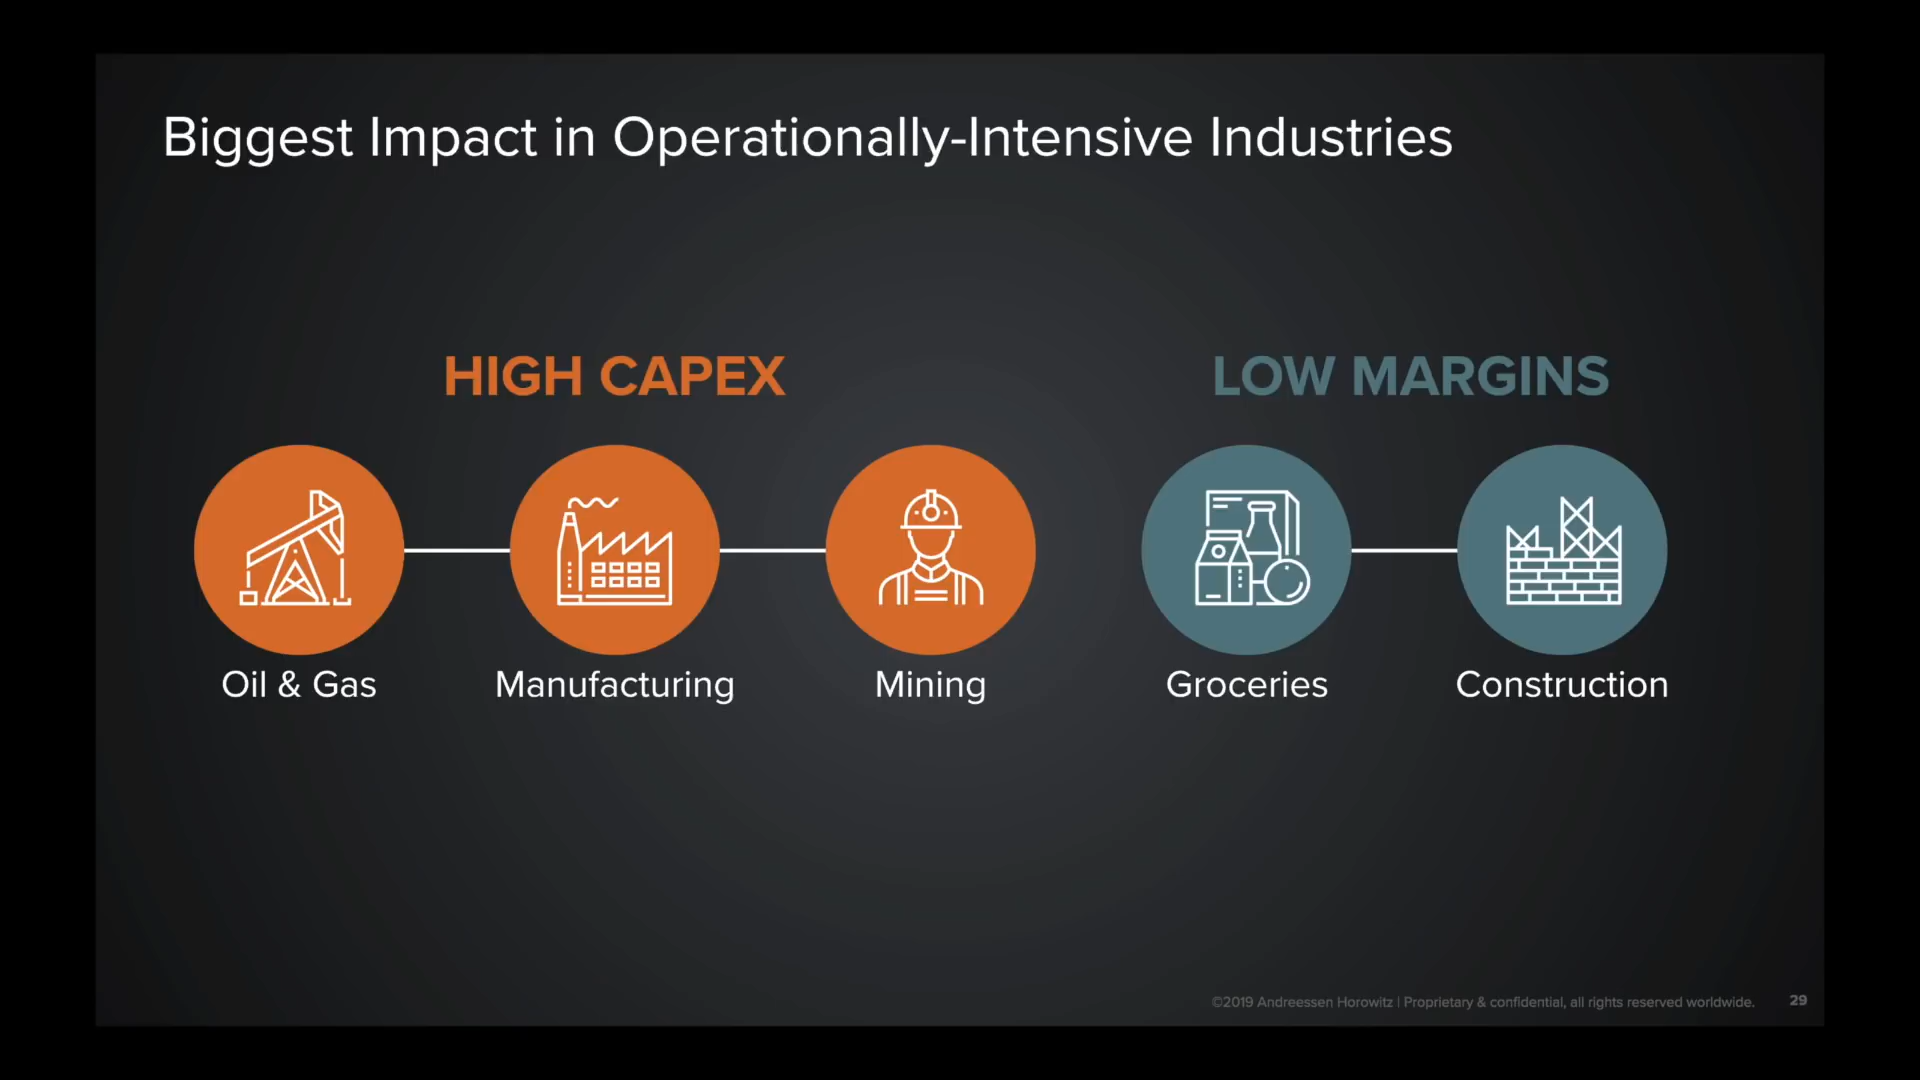 Biggest Impact in Operationally-Intensive Industries
HIGH CAPEX
Oil & Gas
Manufacturing
Mining
LOW MARGINS
Groceries
Construction
©2019 Andreessen Horowitz | Proprietary & confidential, all rights reserved worldwide.
29